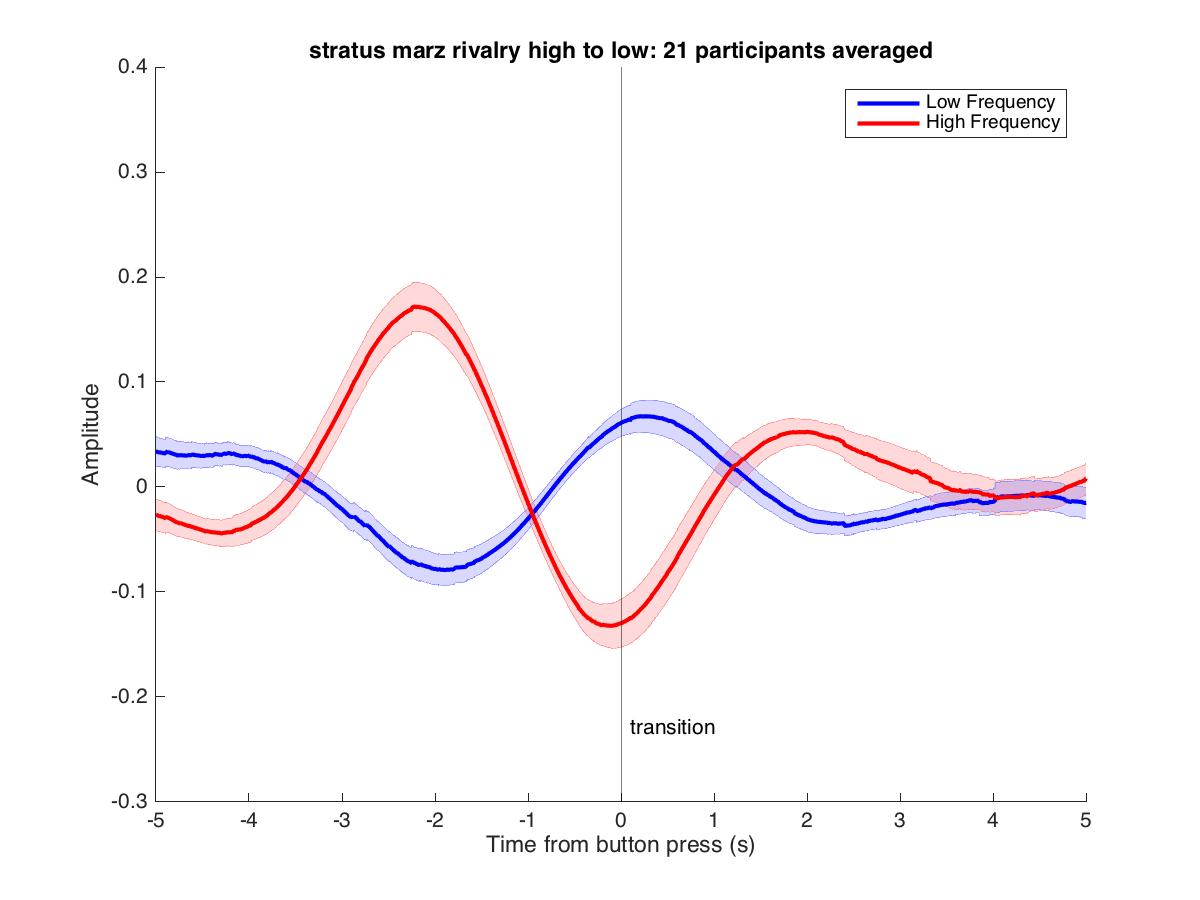 stratus marz rivalry high to low: 21 participants averaged
Low Frequency
High Frequency
Amplitude
0.4
0.3
0.2
0.1
0
-0.1
-0.2
-0.3
transition
-5 -4 -3 -2 -1 0 1 2 3 4 5
Time from button press (s)